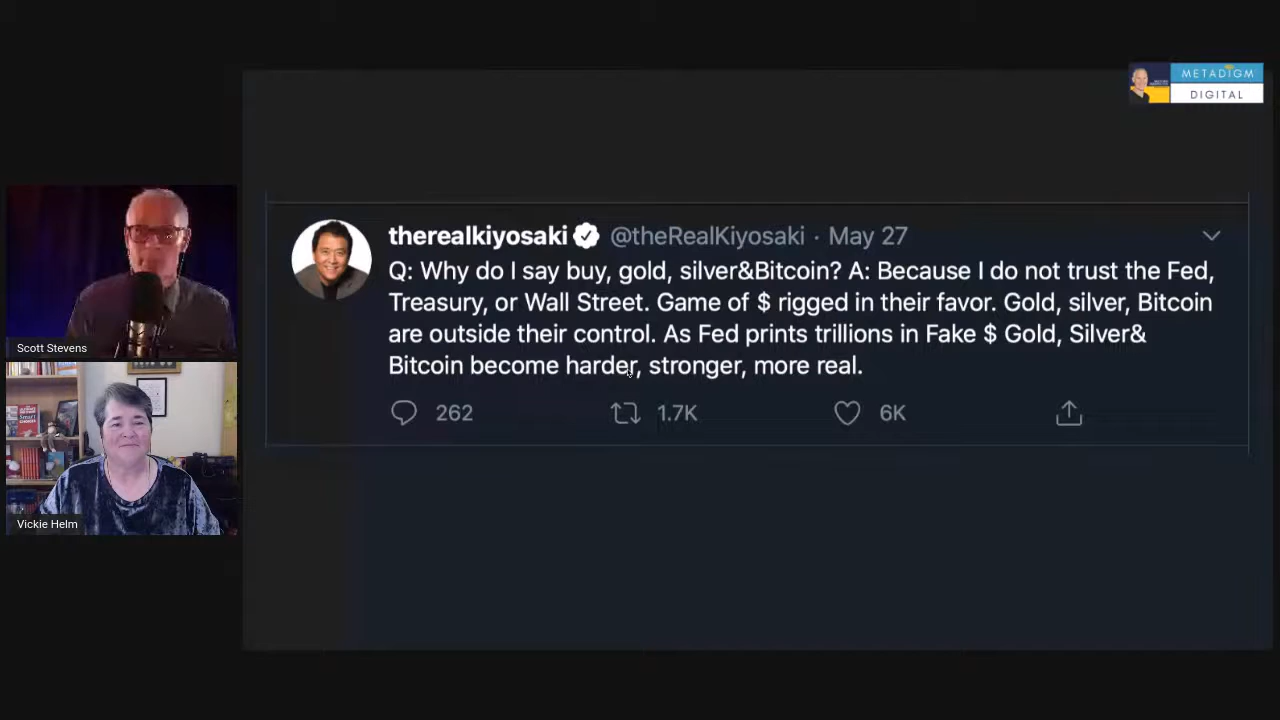 METADIGM
DIGITAL
therealkiyosaki @theRealKiyosaki · May 27
Q: Why do I say buy, gold, silver&Bitcoin? A: Because I do not trust the Fed,
Treasury, or Wall Street. Game of $ rigged in their favor. Gold, silver, Bitcoin
are outside their control. As Fed prints trillions in Fake $ Gold, Silver&
Bitcoin become harder, stronger, more real.
262 1.7K 6K
Scott Stevens
Vickie Helm